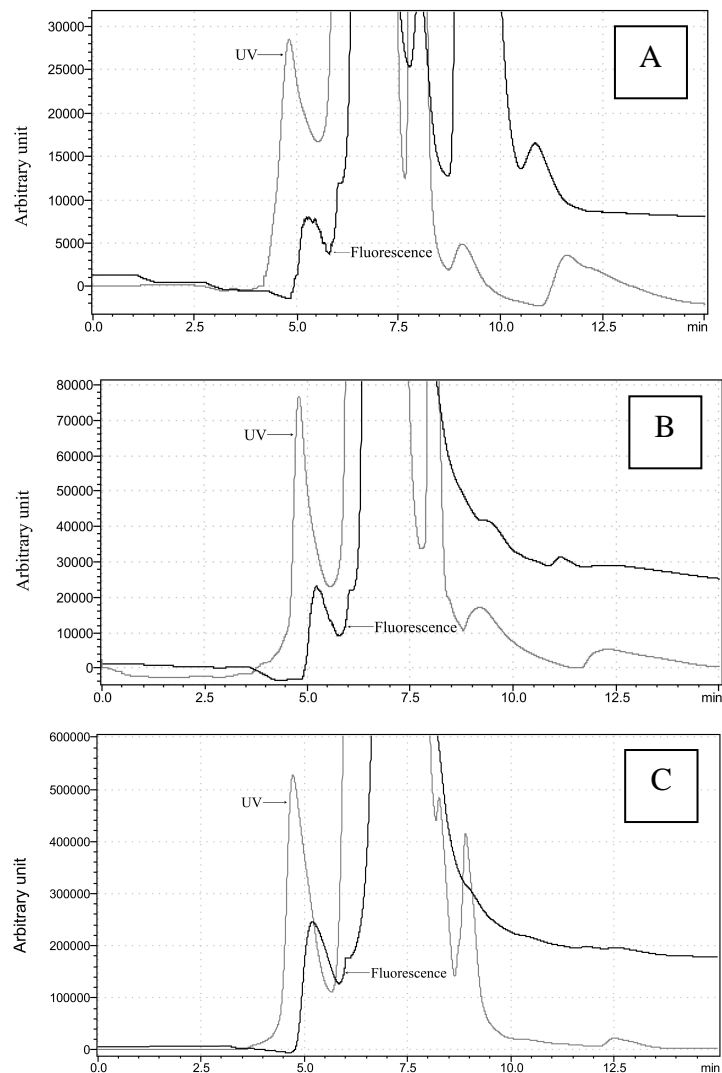 A
UV
Fluorescence
Arbitrary unit
30000
25000
20000
15000
10000
5000
0
0.0 2.5 5.0 7.5 10.0 12.5 min
B
UV
Fluorescence
Arbitrary unit
80000
70000
60000
50000
40000
30000
20000
10000
0
0.0 2.5 5.0 7.5 10.0 12.5 min
C
UV
Fluorescence
Arbitrary unit
600000
500000
400000
300000
200000
100000
0
0.0 2.5 5.0 7.5 10.0 12.5 min